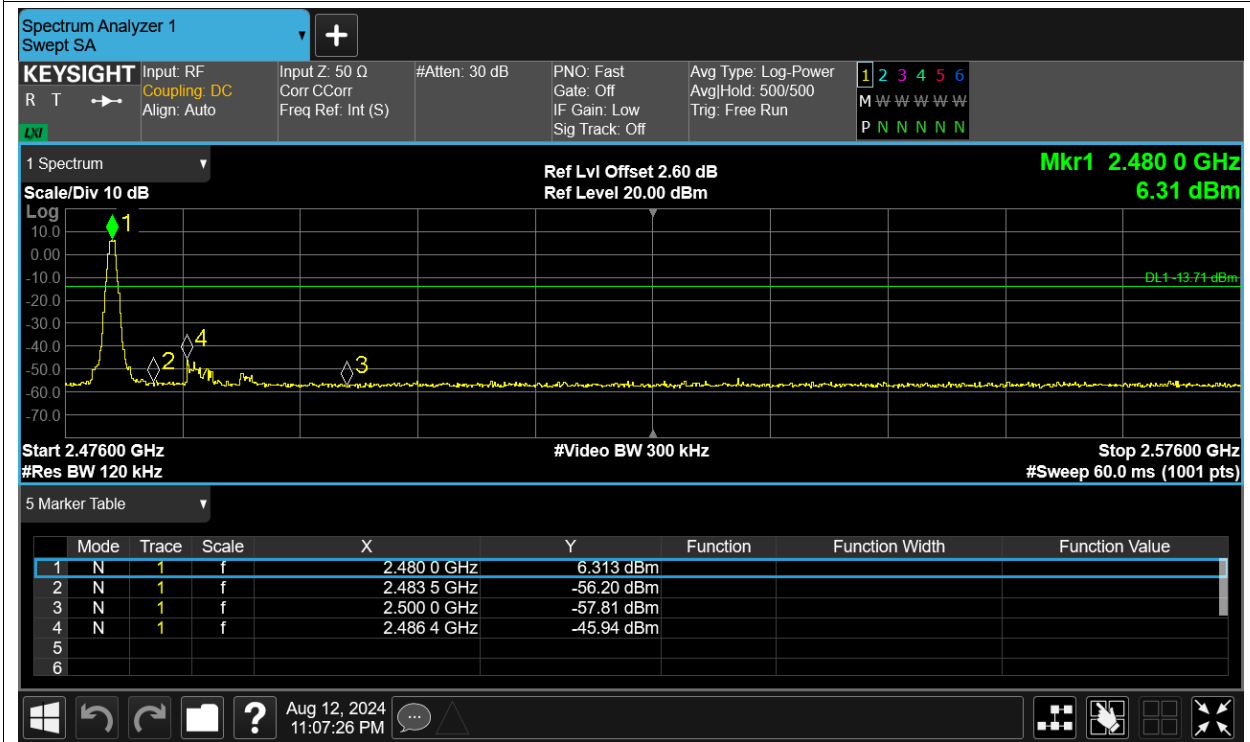 Spectrum Analyzer 1
Swept SA
+
KEYSIGHT
R T
LXI
Input: RF
Coupling: DC
Align: Auto
Input Z: 50 Ω
Corr CCorr
Freq Ref: Int (S)
#Atten: 30 dB
PNO: Fast
Gate: Off
IF Gain: Low
Sig Track: Off
Avg Type: Log-Power
Avg|Hold: 500/500
Trig: Free Run
1 2 3 4 5 6
M W W W W W
P N N N N N
1 Spectrum
Scale/Div 10 dB
Ref Lvl Offset 2.60 dB
Ref Level 20.00 dBm
Mkr1 2.480 0 GHz
6.31 dBm
Log
10.0
0.00
-10.0
-20.0
-30.0
-40.0
-50.0
-60.0
-70.0
1
2
4
3
DL1 -13.71 dBm
Start 2.47600 GHz
#Res BW 120 kHz
#Video BW 300 kHz
Stop 2.57600 GHz
#Sweep 60.0 ms (1001 pts)
5 Marker Table
Mode Trace Scale X Y Function Function Width Function Value
1 N 1 f 2.480 0 GHz 6.313 dBm
2 N 1 f 2.483 5 GHz -56.20 dBm
3 N 1 f 2.500 0 GHz -57.81 dBm
4 N 1 f 2.486 4 GHz -45.94 dBm
5
6
?
Aug 12, 2024
11:07:26 PM